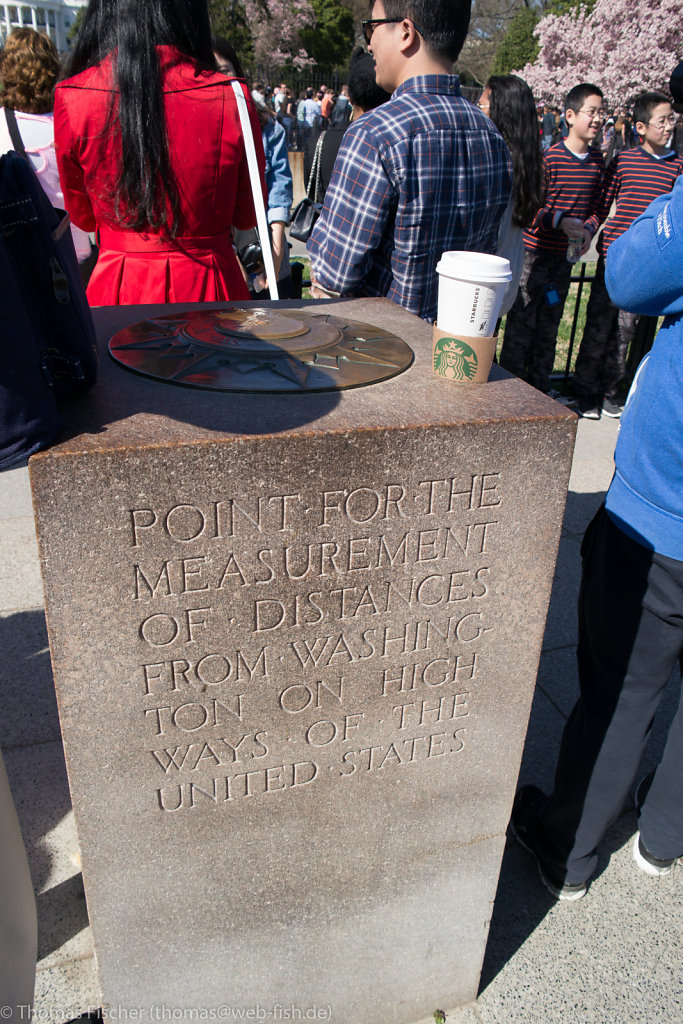 STARBUCKS
POINT · FOR · THE
MEASUREMENT
OF · DISTANCES
FROM · WASHING-
TON ON HIGH
WAYS · OF · THE
UNITED · STATES
© Thomas Fischer (thomas@web-fish.de)